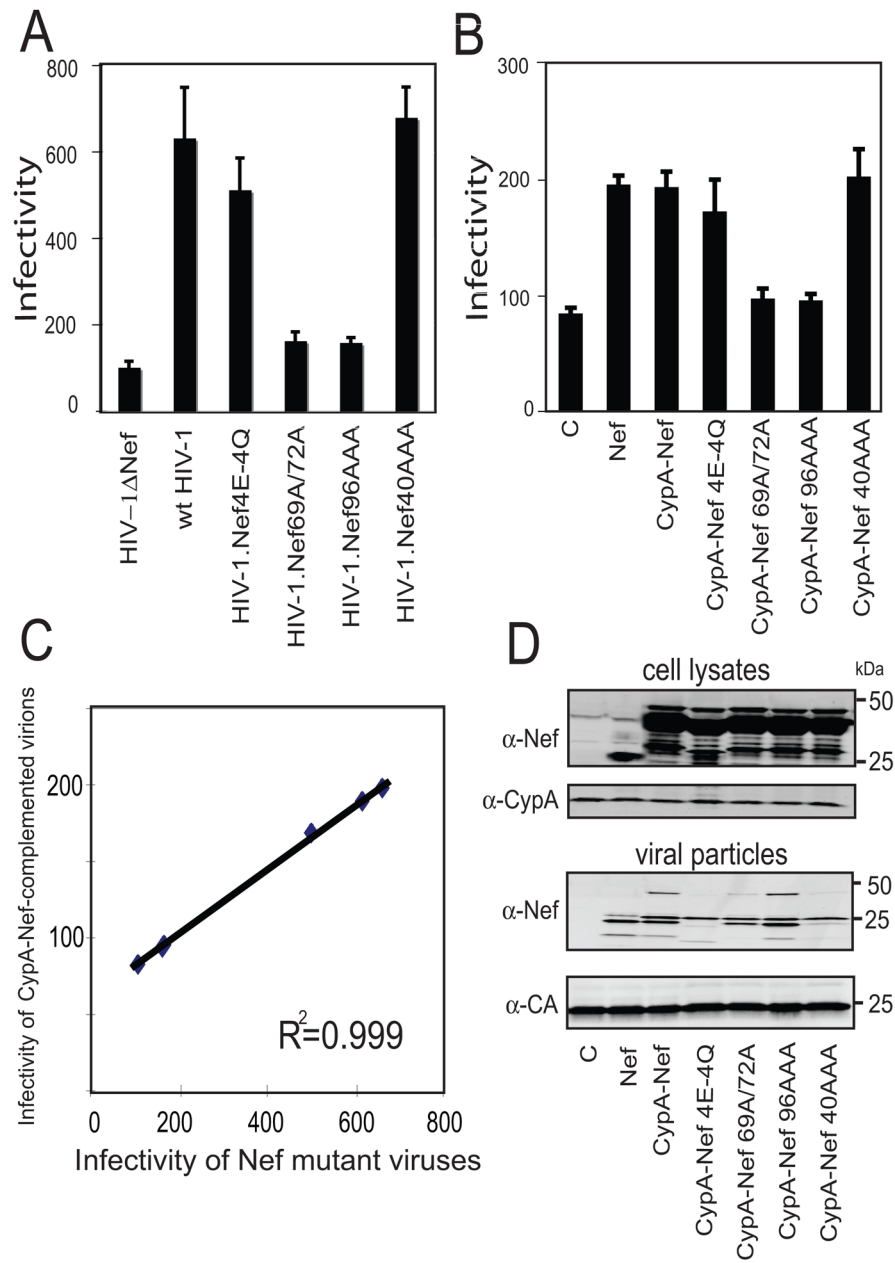 A
800
600
400
200
0
Infectivity
HIV−1ΔNef
wt HIV-1
HIV-1.Nef4E-4Q
HIV-1.Nef69A/72A
HIV-1.Nef96AAA
HIV-1.Nef40AAA
B
300
200
100
0
Infectivity
C
Nef
CypA-Nef
CypA-Nef 4E-4Q
CypA-Nef 69A/72A
CypA-Nef 96AAA
CypA-Nef 40AAA
C
Infectivity of CypA-Nef-complemented virions
200
100
R²=0.999
0 200 400 600 800
Infectivity of Nef mutant viruses
D
cell lysates
kDa
α-Nef
50
25
α-CypA
viral particles
α-Nef
50
25
α-CA
25
C
Nef
CypA-Nef
CypA-Nef 4E-4Q
CypA-Nef 69A/72A
CypA-Nef 96AAA
CypA-Nef 40AAA